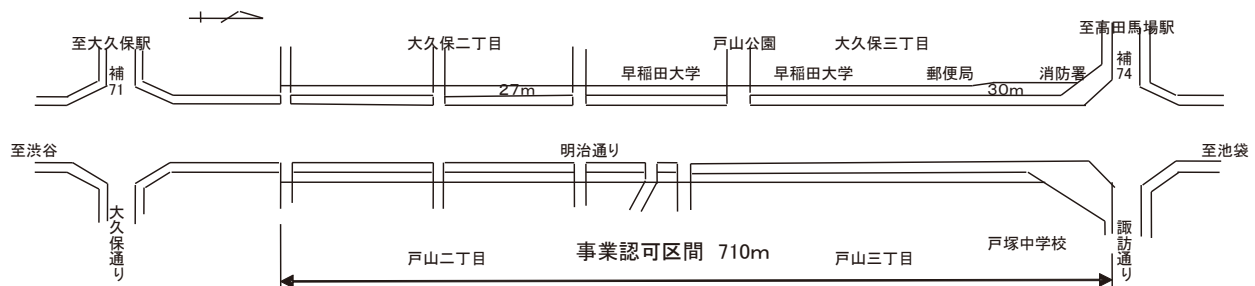 至大久保駅
大久保二丁目
戸山公園
大久保三丁目
至高田馬場駅
補71
早稲田大学
早稲田大学
郵便局
消防署
補74
27m
30m
至渋谷
明治通り
至池袋
大久保通り
戸山二丁目
事業認可区間 710m
戸山三丁目
戸塚中学校
諏訪通り